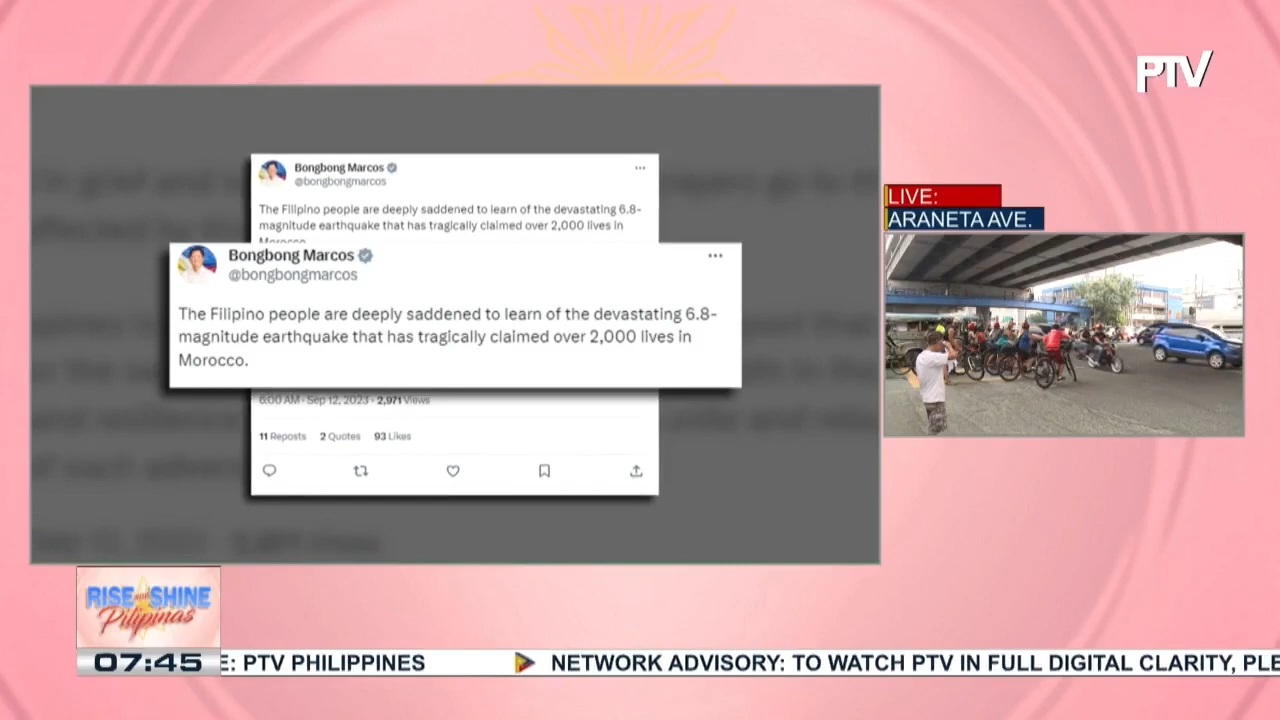 PTV
Bongbong Marcos
@bongbongmarcos
The Filipino people are deeply saddened to learn of the devastating 6.8-
magnitude earthquake that has tragically claimed over 2,000 lives in
Morocco
Bongbong Marcos
@bongbongmarcos
The Filipino people are deeply saddened to learn of the devastating 6.8-
magnitude earthquake that has tragically claimed over 2,000 lives in
Morocco.
6:00 AM · Sep 12, 2023 · 2,971 Views
11 Reposts 2 Quotes 93 Likes
LIVE:
ARANETA AVE.
RISE AND SHINE
Pilipinas
07:45
E: PTV PHILIPPINES NETWORK ADVISORY: TO WATCH PTV IN FULL DIGITAL CLARITY, PLE